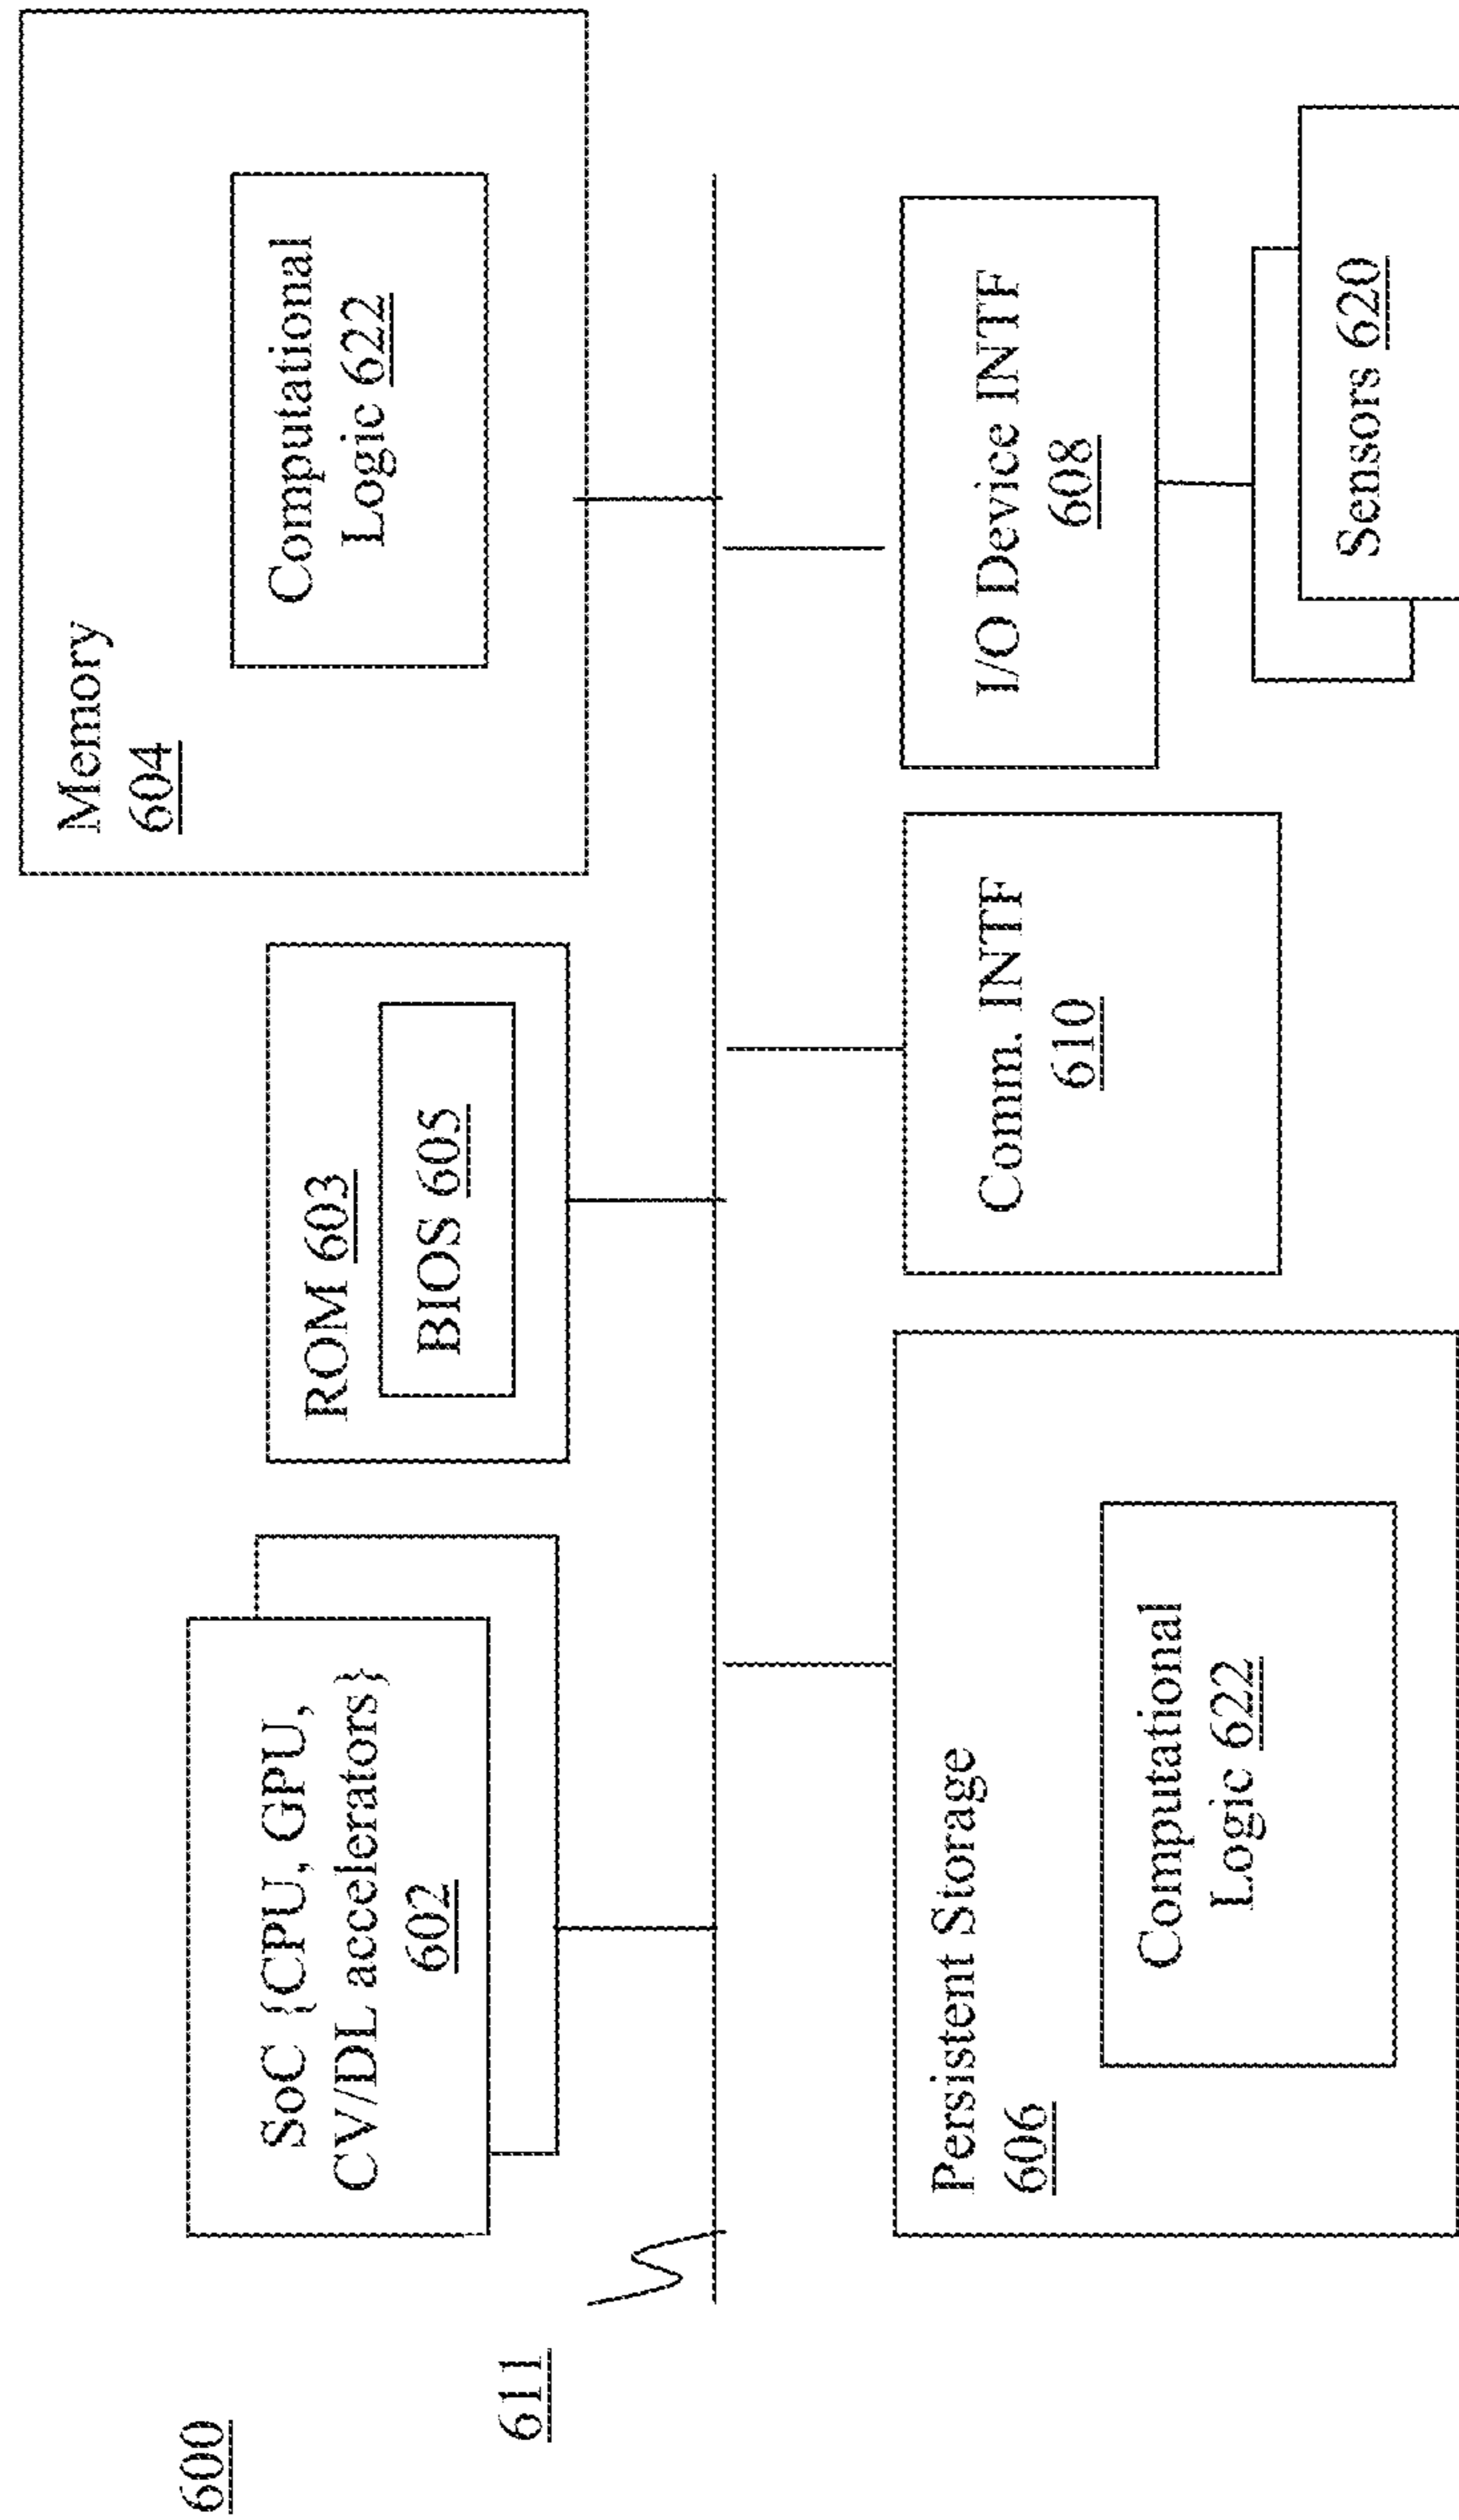 600
611
SoC {CPU, GPU,
CV/DL accelerators}
602
ROM 603
BIOS 605
Memory
604
Computational
Logic 622
Persistent Storage
606
Computational
Logic 622
Comm. INTF
610
I/O Device INTF
608
Sensors 620